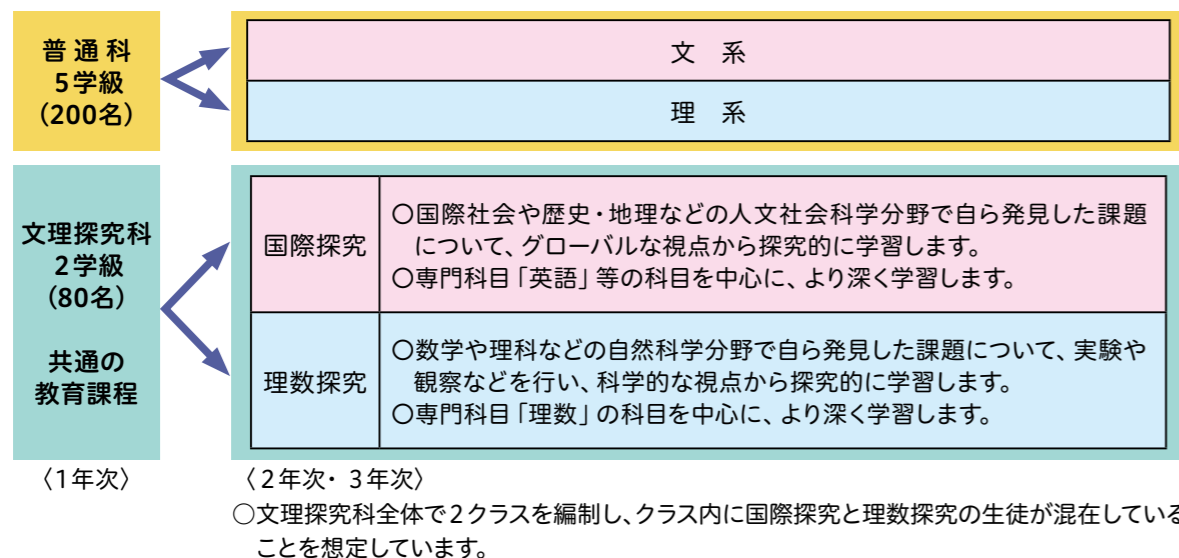 普通科
5学級
（200名）
文　系
理　系
文理探究科
2学級
（80名）
共通の
教育課程
国際探究
〇国際社会や歴史・地理などの人文社会科学分野で自ら発見した課題
について、グローバルな視点から探究的に学習します。
〇専門科目「英語」等の科目を中心に、より深く学習します。
理数探究
〇数学や理科などの自然科学分野で自ら発見した課題について、実験や
観察などを行い、科学的な視点から探究的に学習します。
〇専門科目「理数」の科目を中心に、より深く学習します。
〈1年次〉
〈2年次・3年次〉
〇文理探究科全体で2クラスを編制し、クラス内に国際探究と理数探究の生徒が混在している
ことを想定しています。